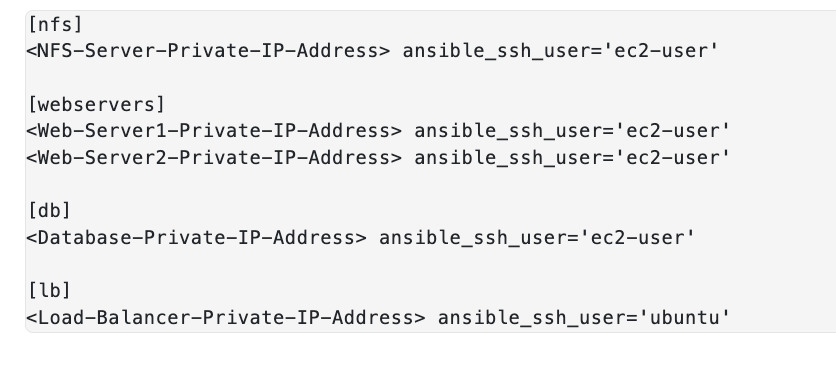 [nfs]
<NFS-Server-Private-IP-Address> ansible_ssh_user='ec2-user'
[webservers]
<Web-Server1-Private-IP-Address> ansible_ssh_user='ec2-user'
<Web-Server2-Private-IP-Address> ansible_ssh_user='ec2-user'
[db]
<Database-Private-IP-Address> ansible_ssh_user='ec2-user'
[lb]
<Load-Balancer-Private-IP-Address> ansible_ssh_user='ubuntu'